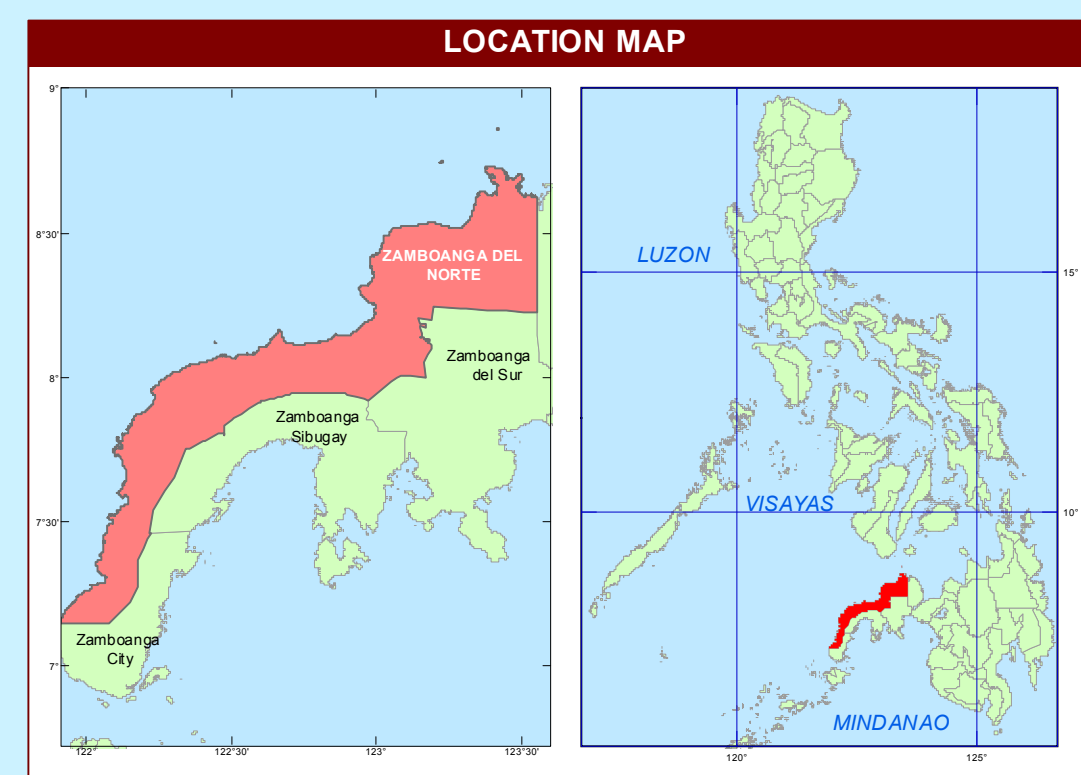 LOCATION MAP
9°
8°30'
8°
7°30'
7°
122°
122°30'
123°
123°30'
ZAMBOANGA DEL
NORTE
Zamboanga
del Sur
Zamboanga
Sibugay
Zamboanga
City
LUZON
VISAYAS
MINDANAO
15°
10°
120°
125°